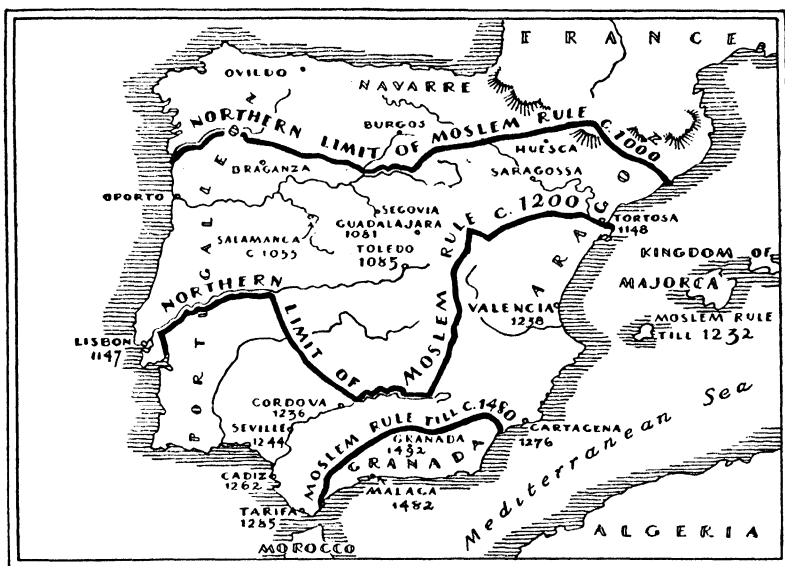 FRANCE
OVIEDO
NAVARRE
NORTHERN LIMIT OF MOSLEM RULE C. 1000
BURGOS
HUESCA
BRAGANZA
SARAGOSSA
OPORTO
SEGOVIA
GUADALAJARA
1081
SALAMANCA
C 1055
TOLEDO
1085
NORTHERN LIMIT OF MOSLEM RULE C. 1200
TORTOSA
1148
ARAGON
KINGDOM OF
MAJORCA
MOSLEM RULE
TILL 1232
VALENCIA
1238
LISBON
1147
PORTUGALLE
CORDOVA
1236
SEVILLE
1244
MOSLEM RULE TILL C. 1480
GRANADA
1492
GRANADA
CARTAGENA
1276
CADIZ
1262
MALAGA
1482
TARIFA
1285
Mediterranean Sea
MOROCCO
ALGERIA